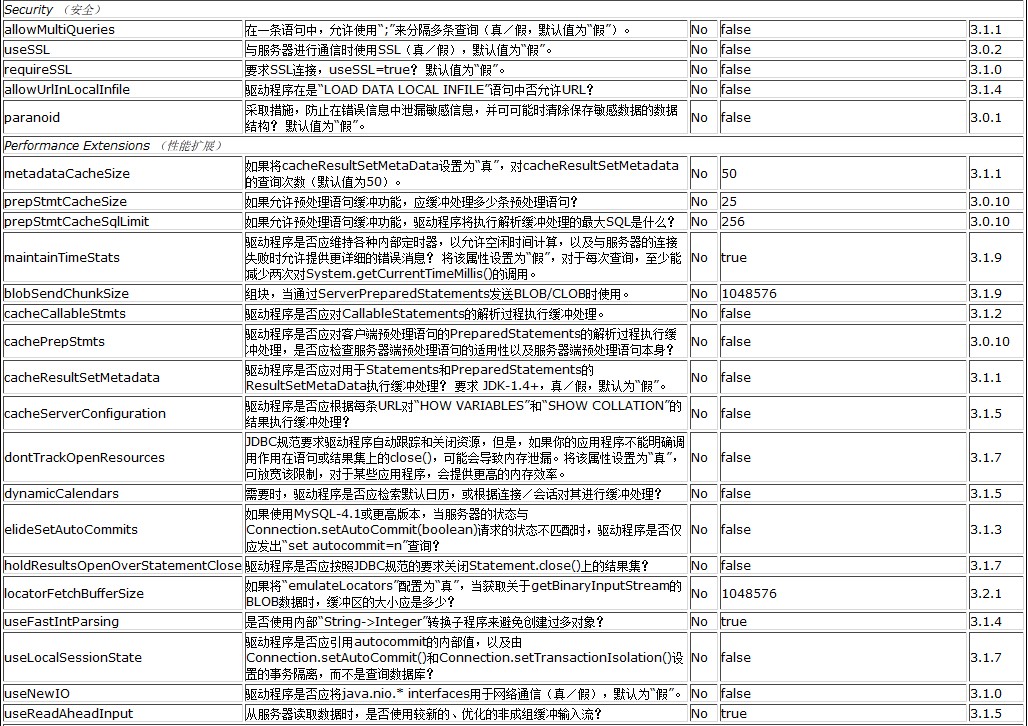 Security （安全）
allowMultiQueries 在一条语句中，允许使用“;”来分隔多条查询（真／假，默认值为“假”）。 No false 3.1.1
useSSL 与服务器进行通信时使用SSL（真／假），默认值为“假”。 No false 3.0.2
requireSSL 要求SSL连接，useSSL=true？ 默认值为“假”。 No false 3.1.0
allowUrlInLocalInfile 驱动程序在是“LOAD DATA LOCAL INFILE”语句中否允许URL？ No false 3.1.4
paranoid 采取措施，防止在错误信息中泄漏敏感信息，并可可能时清除保存敏感数据的数据
结构？ 默认值为“假”。 No false 3.0.1
Performance Extensions （性能扩展）
metadataCacheSize 如果将cacheResultSetMetaData设置为“真”，对cacheResultSetMetadata
的查询次数（默认值为50）。 No 50 3.1.1
prepStmtCacheSize 如果允许预处理语句缓冲功能，应缓冲处理多少条预处理语句？ No 25 3.0.10
prepStmtCacheSqlLimit 如果允许预处理语句缓冲功能，驱动程序将执行解析缓冲处理的最大SQL是什么？ No 256 3.0.10
maintainTimeStats 驱动程序是否应维持各种内部定时器，以允许空闲时间计算，以及与服务器的连接
失败时允许提供更详细的错误消息？ 将该属性设置为“假”，对于每次查询，至少能
减少两次对System.getCurrentTimeMillis()的调用。 No true 3.1.9
blobSendChunkSize 组块，当通过ServerPreparedStatements发送BLOB/CLOB时使用。 No 1048576 3.1.9
cacheCallableStmts 驱动程序是否应对CallableStatements的解析过程执行缓冲处理。 No false 3.1.2
cachePrepStmts 驱动程序是否应对客户端预处理语句的PreparedStatements的解析过程执行缓
冲处理，是否应检查服务器端预处理语句的适用性以及服务器端预处理语句本身？ No false 3.0.10
cacheResultSetMetadata 驱动程序是否应对用于Statements和PreparedStatements的
ResultSetMetaData执行缓冲处理？ 要求 JDK-1.4+，真／假，默认为“假”。 No false 3.1.1
cacheServerConfiguration 驱动程序是否应根据每条URL对“HOW VARIABLES”和“SHOW COLLATION”的
结果执行缓冲处理？ No false 3.1.5
dontTrackOpenResources JDBC规范要求驱动程序自动跟踪和关闭资源，但是，如果你的应用程序不能明确调
用作用在语句或结果集上的close()，可能会导致内存泄漏。将该属性设置为“真”，
可放宽该限制，对于某些应用程序，会提供更高的内存效率。 No false 3.1.7
dynamicCalendars 需要时，驱动程序是否应检索默认日历，或根据连接／会话对其进行缓冲处理？ No false 3.1.5
elideSetAutoCommits 如果使用MySQL-4.1或更高版本，当服务器的状态与
Connection.setAutoCommit(boolean)请求的状态不匹配时，驱动程序是否仅
应发出“set autocommit=n”查询？ No false 3.1.3
holdResultsOpenOverStatementClose 驱动程序是否应按照JDBC规范的要求关闭Statement.close()上的结果集？ No false 3.1.7
locatorFetchBufferSize 如果将“emulateLocators”配置为“真”，当获取关于getBinaryInputStream的
BLOB数据时，缓冲区的大小应是多少？ No 1048576 3.2.1
useFastIntParsing 是否使用内部“String->Integer”转换子程序来避免创建过多对象？ No true 3.1.4
useLocalSessionState 驱动程序是否应引用autocommit的内部值，以及由
Connection.setAutoCommit()和Connection.setTransactionIsolation()设
置的事务隔离，而不是查询数据库？ No false 3.1.7
useNewIO 驱动程序是否应将java.nio.* interfaces用于网络通信（真／假），默认为“假”。 No false 3.1.0
useReadAheadInput 从服务器读取数据时，是否使用较新的、优化的非成组缓冲输入流？ No true 3.1.5